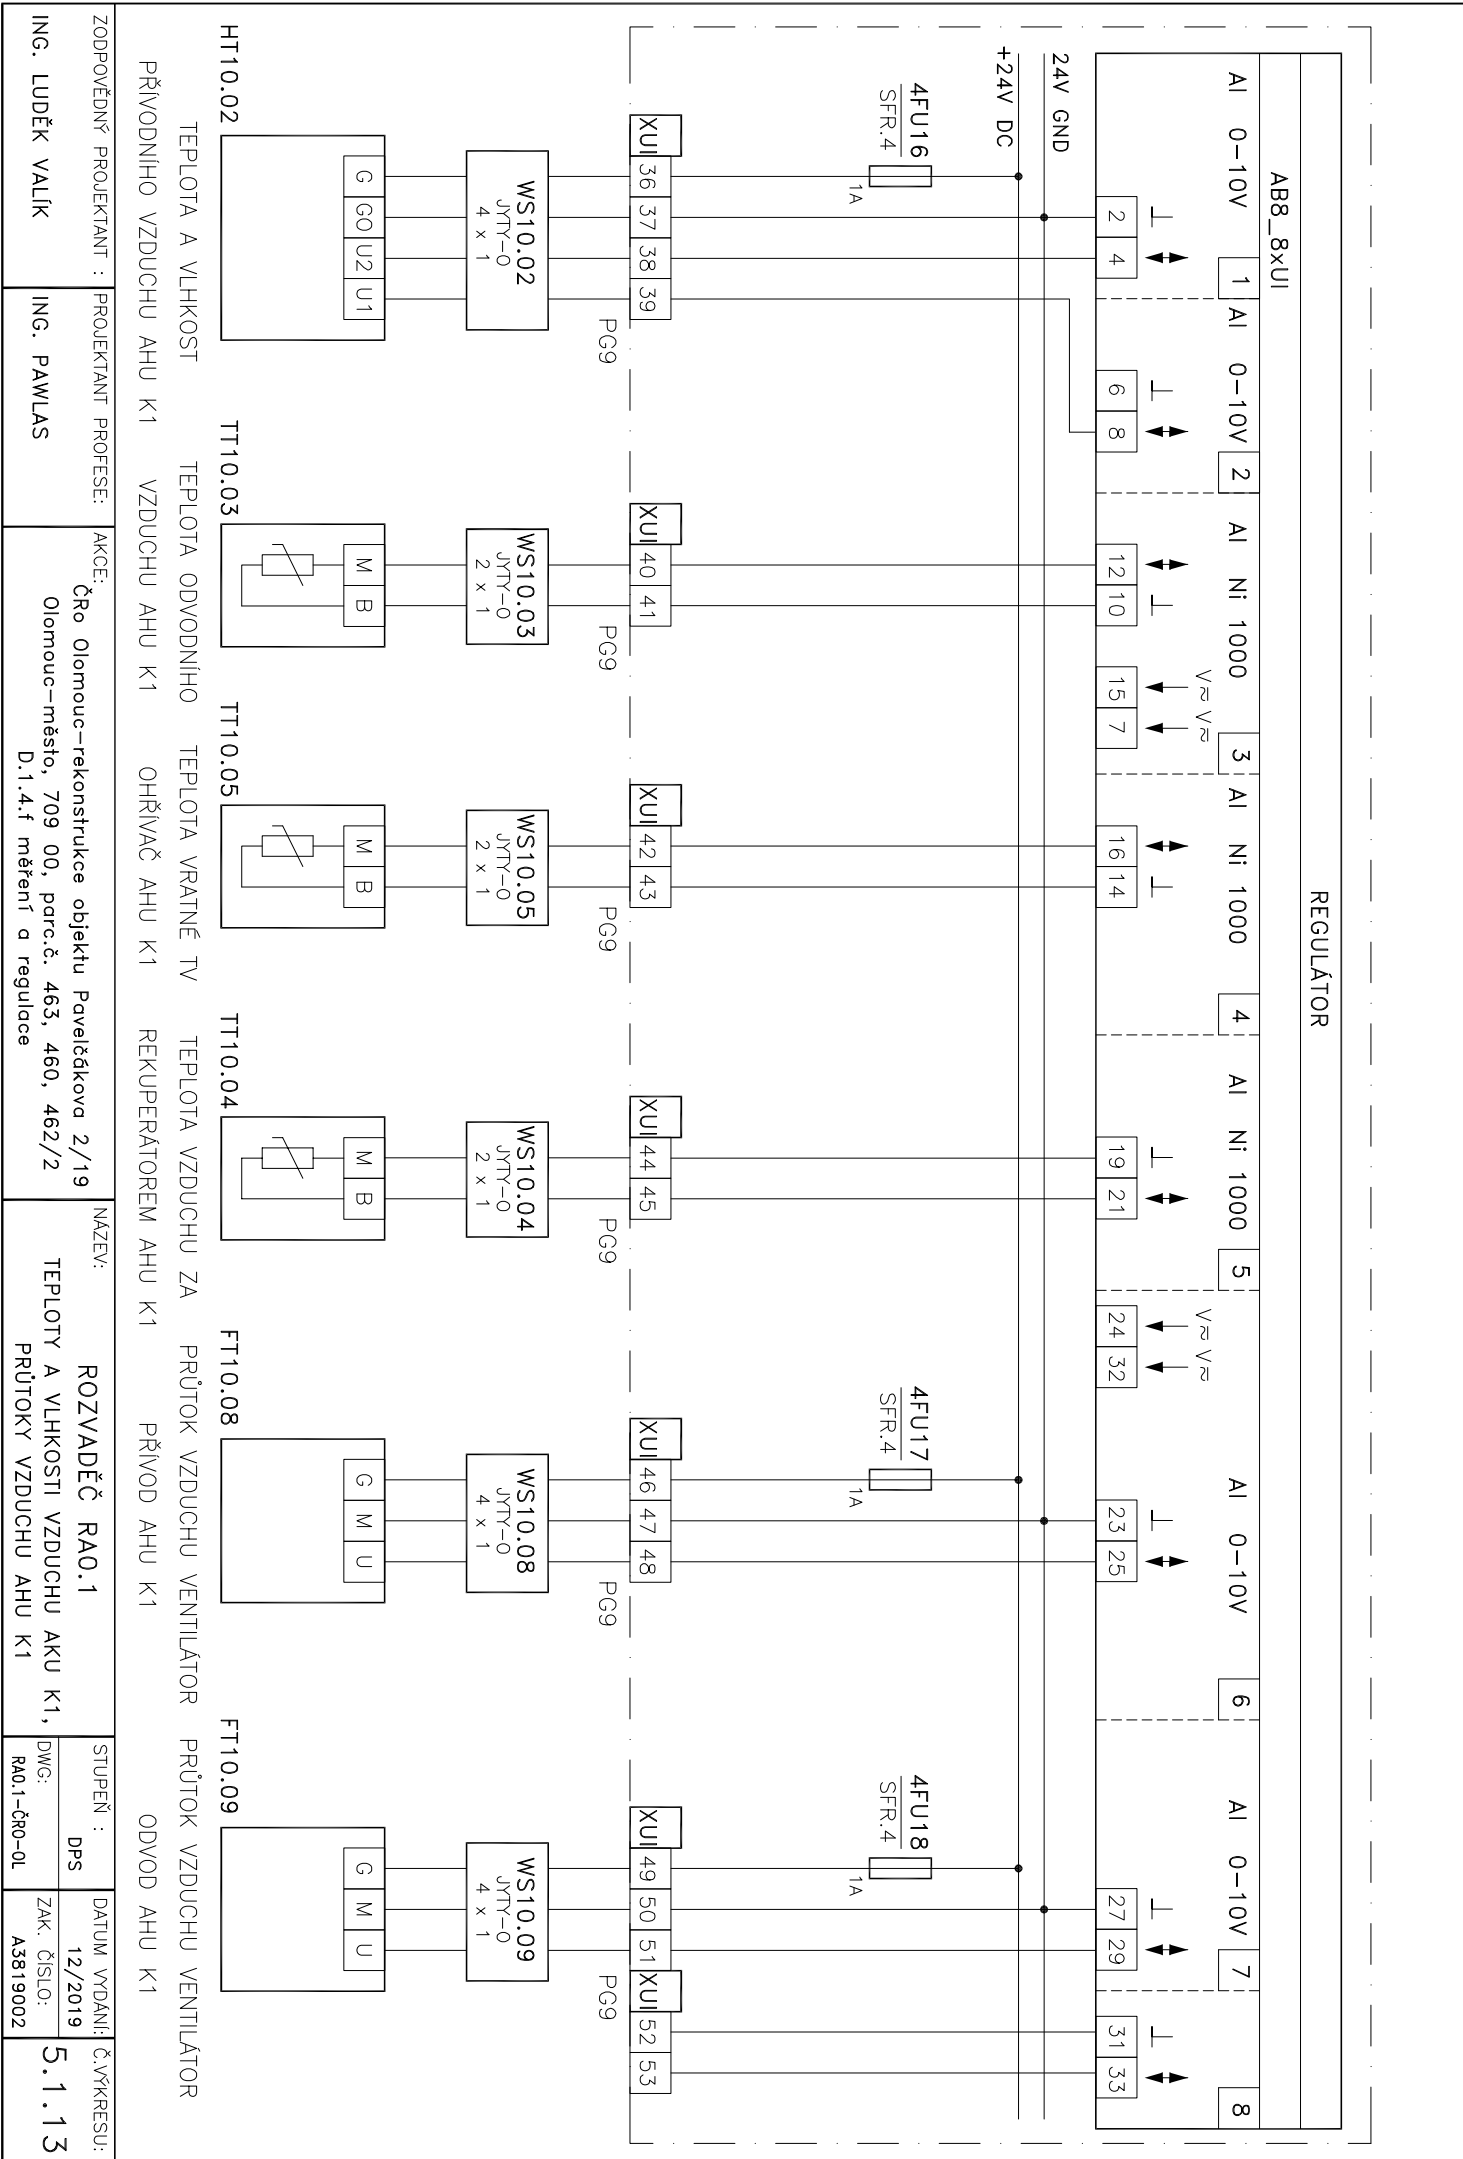 REGULÁTOR
AB8_8xUI
AI 0-10V 1
AI 0-10V 2
AI Ni 1000 3
AI Ni 1000 4
AI Ni 1000 5
AI 0-10V 6
AI 0-10V 7
8
V≂ V≂
V≂ V≂
2 4 6 8 12 10 15 7 16 14 19 21 24 32 23 25 27 29 31 33
24V GND
+24V DC
4FU16
SFR.4
1A
4FU17
SFR.4
1A
4FU18
SFR.4
1A
XUI 36 37 38 39
XUI 40 41
XUI 42 43
XUI 44 45
XUI 46 47 48
XUI 49 50 51
XUI 52 53
PG9
PG9
PG9
PG9
PG9
PG9
WS10.02
JYTY-O
4 x 1
WS10.03
JYTY-O
2 x 1
WS10.05
JYTY-O
2 x 1
WS10.04
JYTY-O
2 x 1
WS10.08
JYTY-O
4 x 1
WS10.09
JYTY-O
4 x 1
G GO U2 U1
M B
M B
M B
G M U
G M U
HT10.02
TT10.03
TT10.05
TT10.04
FT10.08
FT10.09
TEPLOTA A VLHKOST
PŘÍVODNÍHO VZDUCHU AHU K1
TEPLOTA ODVODNÍHO
VZDUCHU AHU K1
TEPLOTA VRATNÉ TV
OHŘÍVAČ AHU K1
TEPLOTA VZDUCHU ZA
REKUPERÁTOREM AHU K1
PRŮTOK VZDUCHU VENTILÁTOR
PŘÍVOD AHU K1
PRŮTOK VZDUCHU VENTILÁTOR
ODVOD AHU K1
ZODPOVĚDNÝ PROJEKTANT :
ING. LUDĚK VALÍK
PROJEKTANT PROFESE:
ING. PAWLAS
AKCE:
ČRo Olomouc-rekonstrukce objektu Pavelčákova 2/19
Olomouc-město, 709 00, parc.č. 463, 460, 462/2
D.1.4.f měření a regulace
NÁZEV:
ROZVADĚČ RA0.1
TEPLOTY A VLHKOSTI VZDUCHU AKU K1,
PRŮTOKY VZDUCHU AHU K1
STUPEŇ :
DPS
DWG:
RA0.1-ČRO-OL
DATUM VYDÁNÍ:
12/2019
ZAK. ČÍSLO:
A3819002
Č.VÝKRESU:
5.1.13